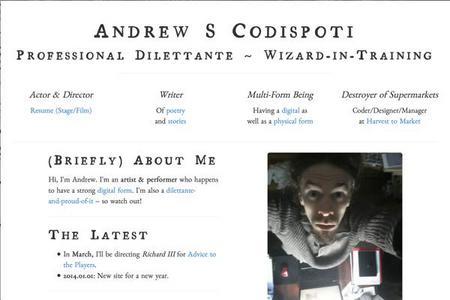 Andrew S Codispoti
Professional Dilettante ~ Wizard-in-Training
Actor & Director
Resume (Stage/Film)
Writer
Of poetry
and stories
Multi-Form Being
Having a digital as
well as a physical form
Destroyer of Supermarkets
Coder/Designer/Manager
at Harvest to Market
(Briefly) About Me
Hi, I'm Andrew. I'm an artist & performer who happens
to have a strong digital form. I'm also a dilettante-
and-proud-of-it – so watch out!
The Latest
• In March, I'll be directing Richard III for Advice to
the Players.
• 2014.01.01: New site for a new year.